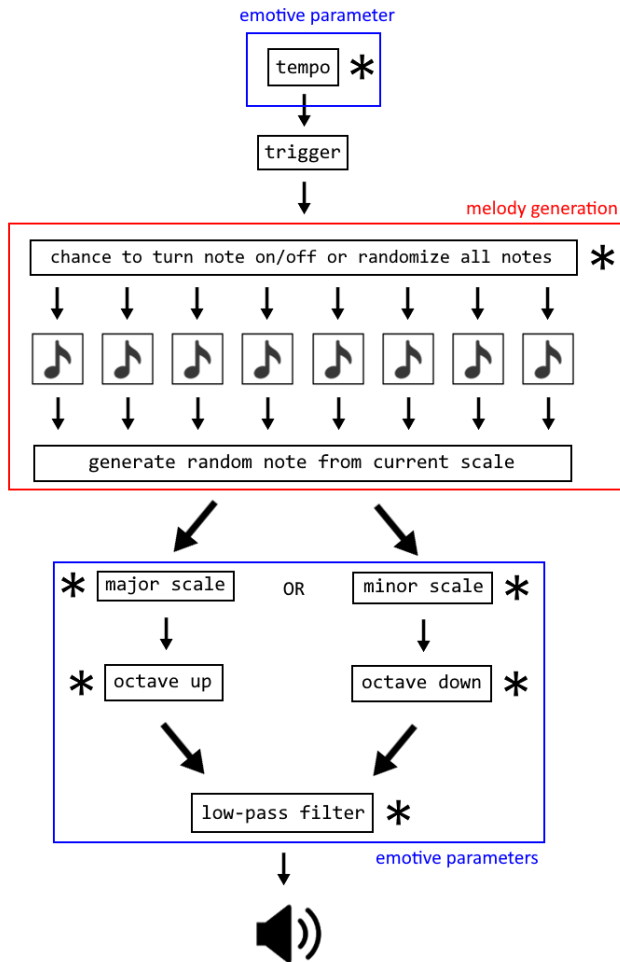 emotive parameter
tempo *
trigger
melody generation
chance to turn note on/off or randomize all notes *
generate random note from current scale
* major scale OR minor scale *
* octave up octave down *
low-pass filter *
emotive parameters